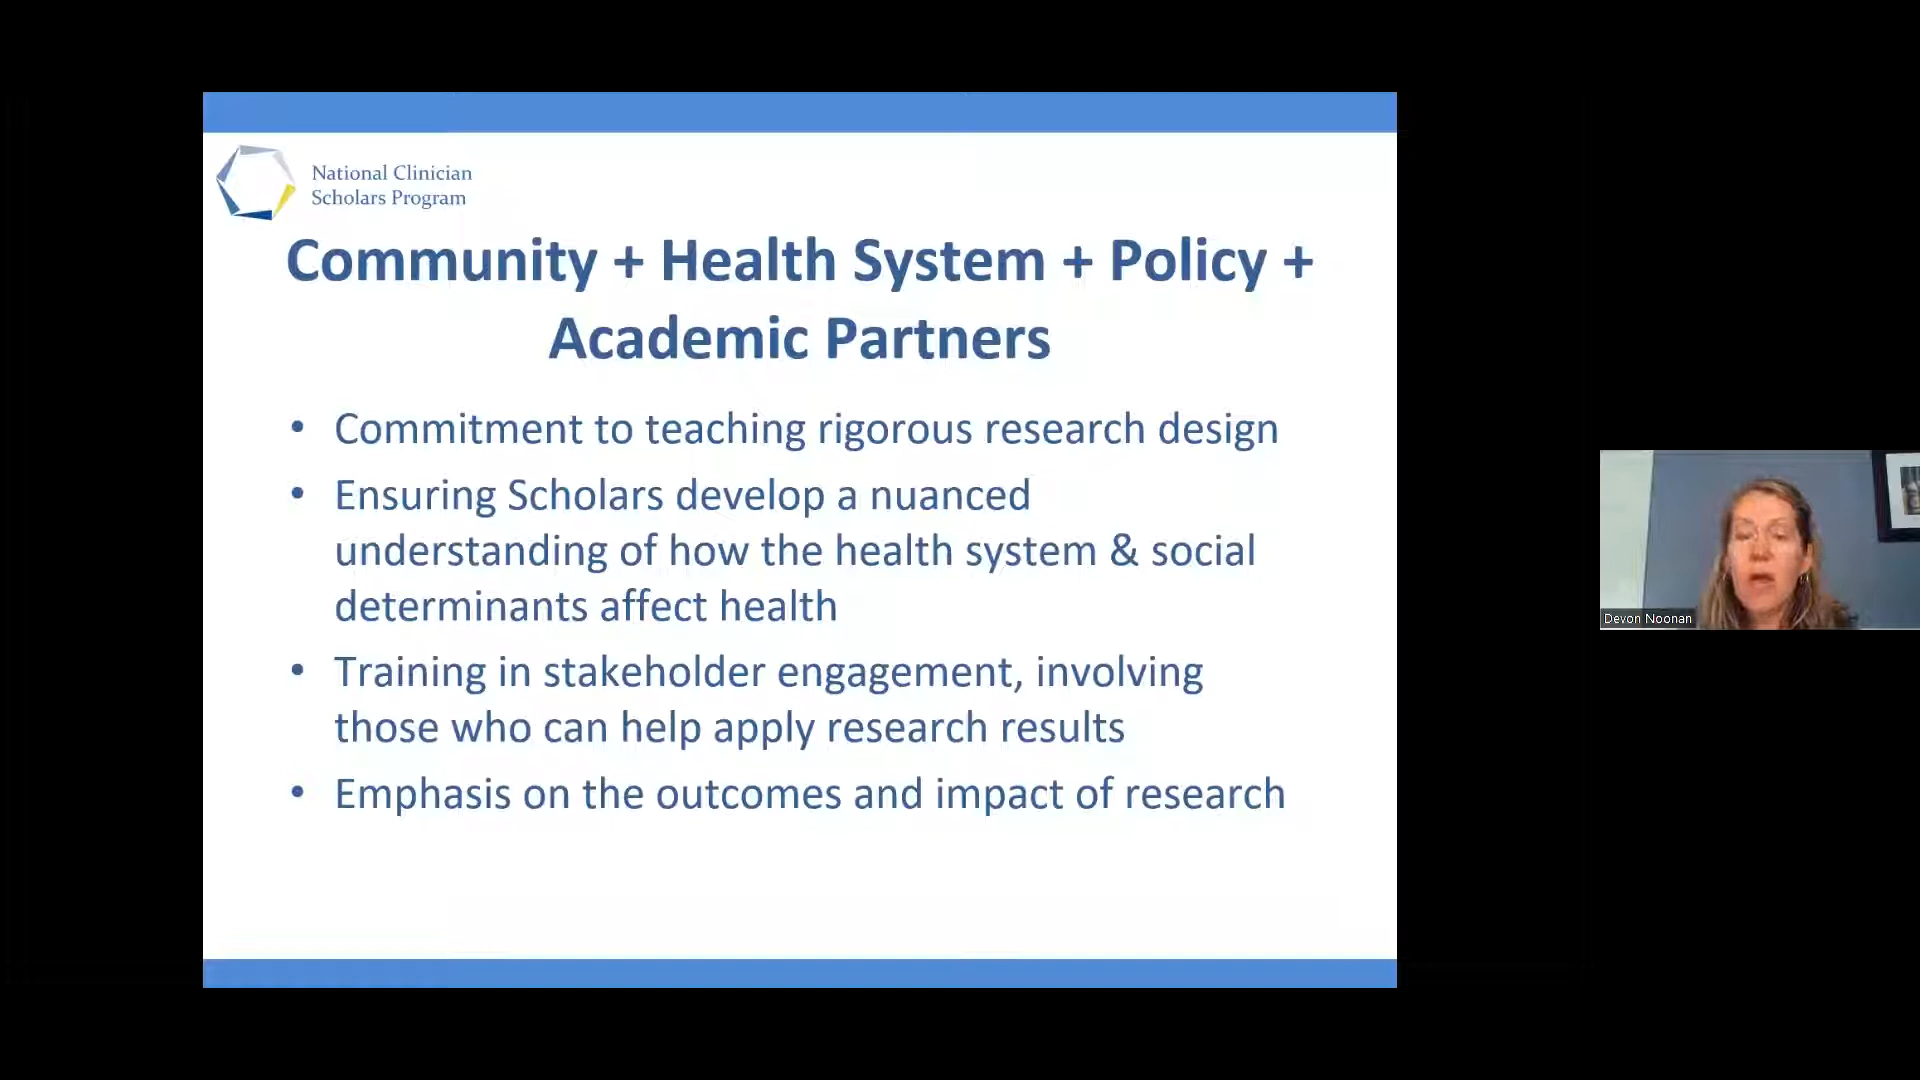 National Clinician
Scholars Program
Community + Health System + Policy +
Academic Partners
• Commitment to teaching rigorous research design
• Ensuring Scholars develop a nuanced
understanding of how the health system & social
determinants affect health
• Training in stakeholder engagement, involving
those who can help apply research results
• Emphasis on the outcomes and impact of research
Devon Noonan